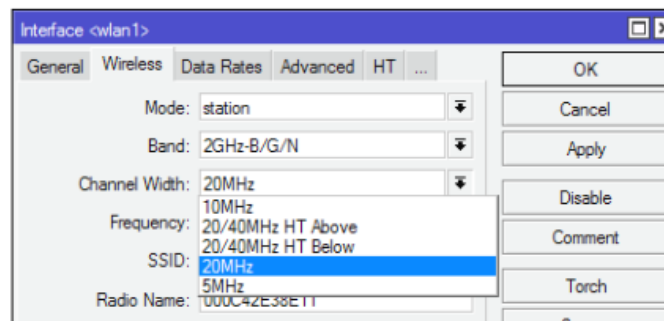 Interface <wlan1>
General Wireless Data Rates Advanced HT ...
OK
Mode: station
Cancel
Band: 2GHz-B/G/N
Apply
Channel Width: 20MHz
Disable
10MHz
Frequency:
20/40MHz HT Above
Comment
20/40MHz HT Below
SSID:
20MHz
Torch
5MHz
Radio Name: